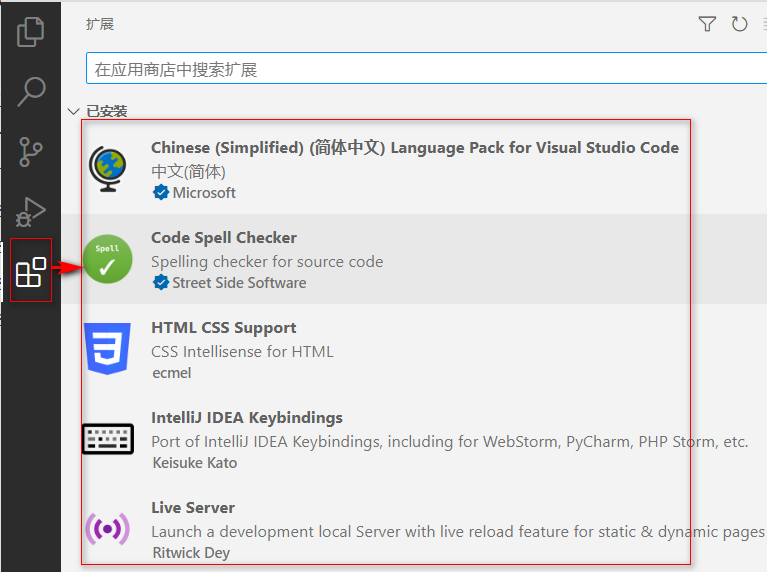 扩展
在应用商店中搜索扩展
已安装
Chinese (Simplified) (简体中文) Language Pack for Visual Studio Code
中文(简体)
Microsoft
Spell
Code Spell Checker
Spelling checker for source code
Street Side Software
HTML CSS Support
CSS Intellisense for HTML
ecmel
IntelliJ IDEA Keybindings
Port of IntelliJ IDEA Keybindings, including for WebStorm, PyCharm, PHP Storm, etc.
Keisuke Kato
Live Server
Launch a development local Server with live reload feature for static & dynamic pages
Ritwick Dey